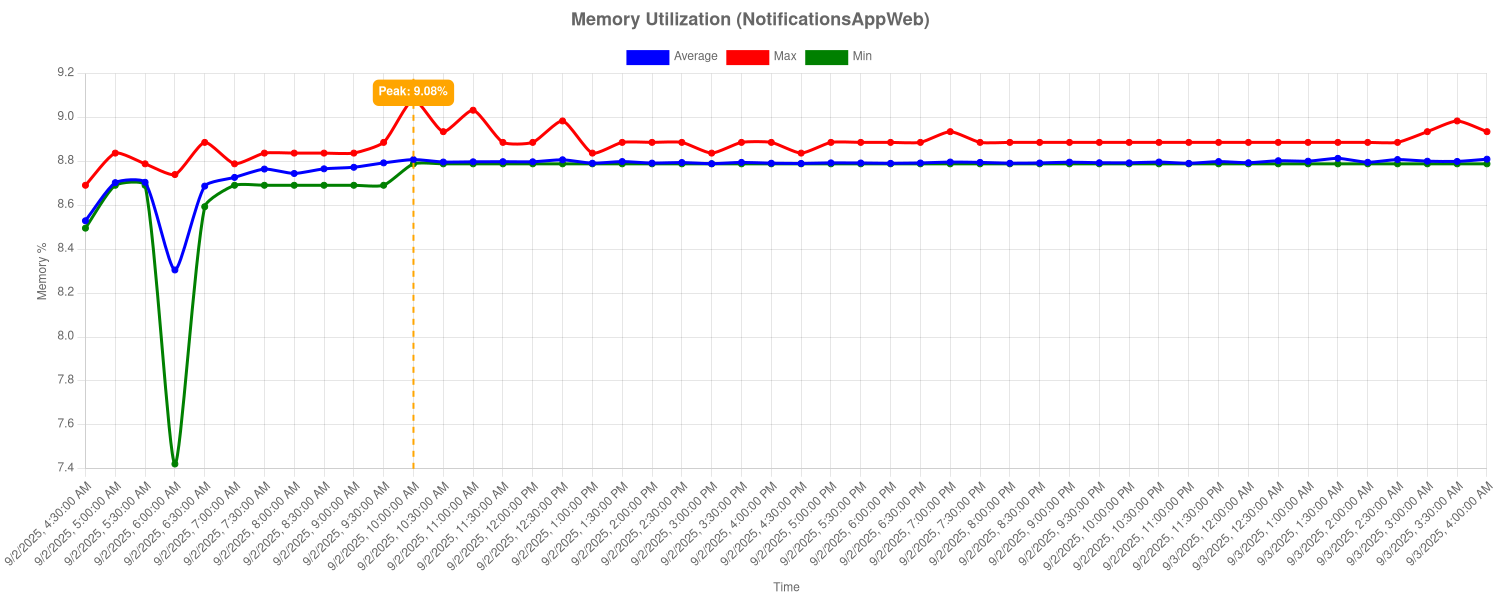 Memory Utilization (NotificationsAppWeb)
Average Max Min
Peak: 9.08%
9.2
9.0
8.8
8.6
8.4
8.2
8.0
7.8
7.6
7.4
Memory %
9/2/2025, 4:30:00 AM
9/2/2025, 5:00:00 AM
9/2/2025, 5:30:00 AM
9/2/2025, 6:00:00 AM
9/2/2025, 6:30:00 AM
9/2/2025, 7:00:00 AM
9/2/2025, 7:30:00 AM
9/2/2025, 8:00:00 AM
9/2/2025, 8:30:00 AM
9/2/2025, 9:00:00 AM
9/2/2025, 9:30:00 AM
9/2/2025, 10:00:00 AM
9/2/2025, 10:30:00 AM
9/2/2025, 11:00:00 AM
9/2/2025, 11:30:00 AM
9/2/2025, 12:00:00 PM
9/2/2025, 12:30:00 PM
9/2/2025, 1:00:00 PM
9/2/2025, 1:30:00 PM
9/2/2025, 2:00:00 PM
9/2/2025, 2:30:00 PM
9/2/2025, 3:00:00 PM
9/2/2025, 3:30:00 PM
9/2/2025, 4:00:00 PM
9/2/2025, 4:30:00 PM
9/2/2025, 5:00:00 PM
9/2/2025, 5:30:00 PM
9/2/2025, 6:00:00 PM
9/2/2025, 6:30:00 PM
9/2/2025, 7:00:00 PM
9/2/2025, 7:30:00 PM
9/2/2025, 8:00:00 PM
9/2/2025, 8:30:00 PM
9/2/2025, 9:00:00 PM
9/2/2025, 9:30:00 PM
9/2/2025, 10:00:00 PM
9/2/2025, 10:30:00 PM
9/2/2025, 11:00:00 PM
9/2/2025, 11:30:00 PM
9/3/2025, 12:00:00 AM
9/3/2025, 12:30:00 AM
9/3/2025, 1:00:00 AM
9/3/2025, 1:30:00 AM
9/3/2025, 2:00:00 AM
9/3/2025, 2:30:00 AM
9/3/2025, 3:00:00 AM
9/3/2025, 3:30:00 AM
9/3/2025, 4:00:00 AM
Time